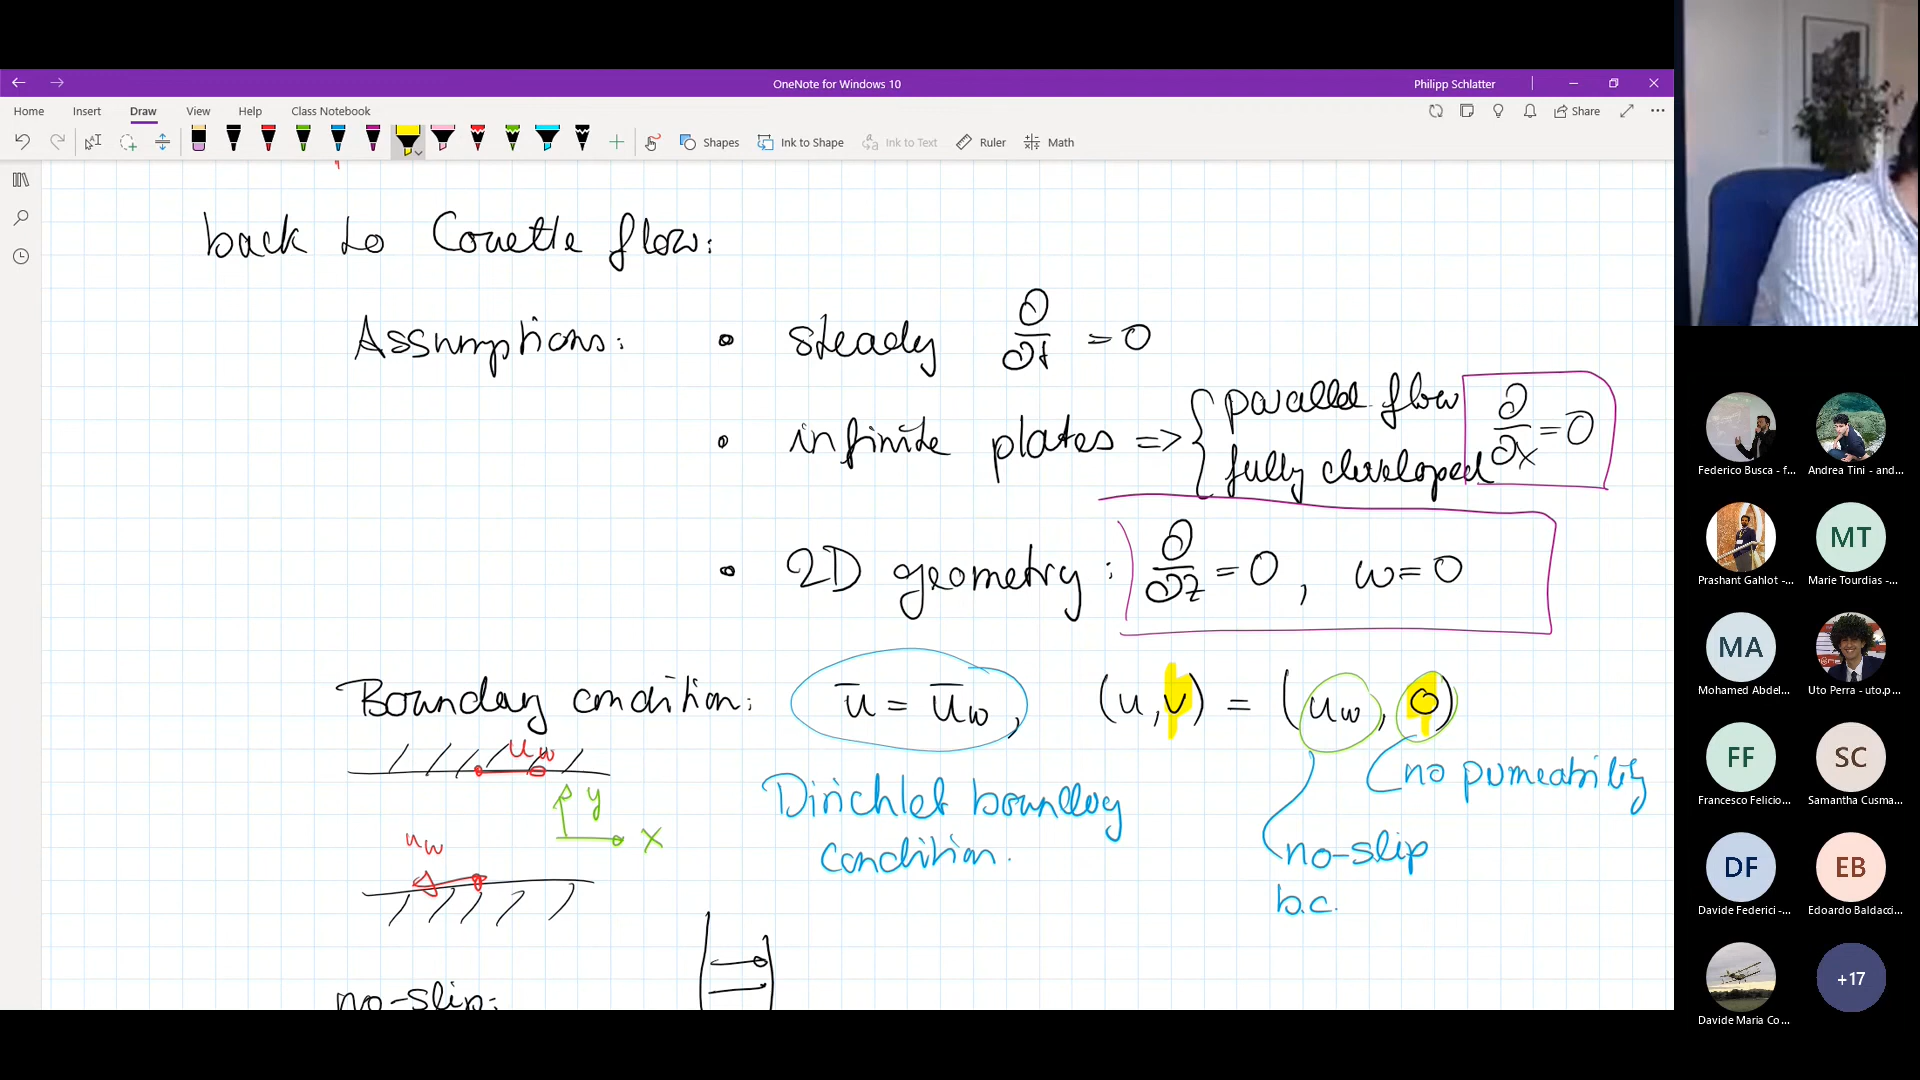 OneNote for Windows 10
Philipp Schlatter
Home Insert Draw View Help Class Notebook
Share
Shapes Ink to Shape Ink to Text Ruler Math
back to Couette flow:
Assumptions: • steady ∂/∂t = 0
• infinite plates => { parallel flow
fully developed ∂/∂x = 0
• 2D geometry: ∂/∂z = 0, w = 0
Boundary condition: ū = ūw, (u,v) = (uw, 0)
uw
y
x
uw
Dirichlet boundary
condition.
no permeability
no-slip
b.c.
no-slip:
Federico Busca - f...
Andrea Tini - and...
Prashant Gahlot -...
MT
Marie Tourdias -...
MA
Mohamed Abdel...
Uto Perra - uto.p...
FF
Francesco Felicio...
SC
Samantha Cusma...
DF
Davide Federici -...
EB
Edoardo Baldacci...
Davide Maria Co...
+17